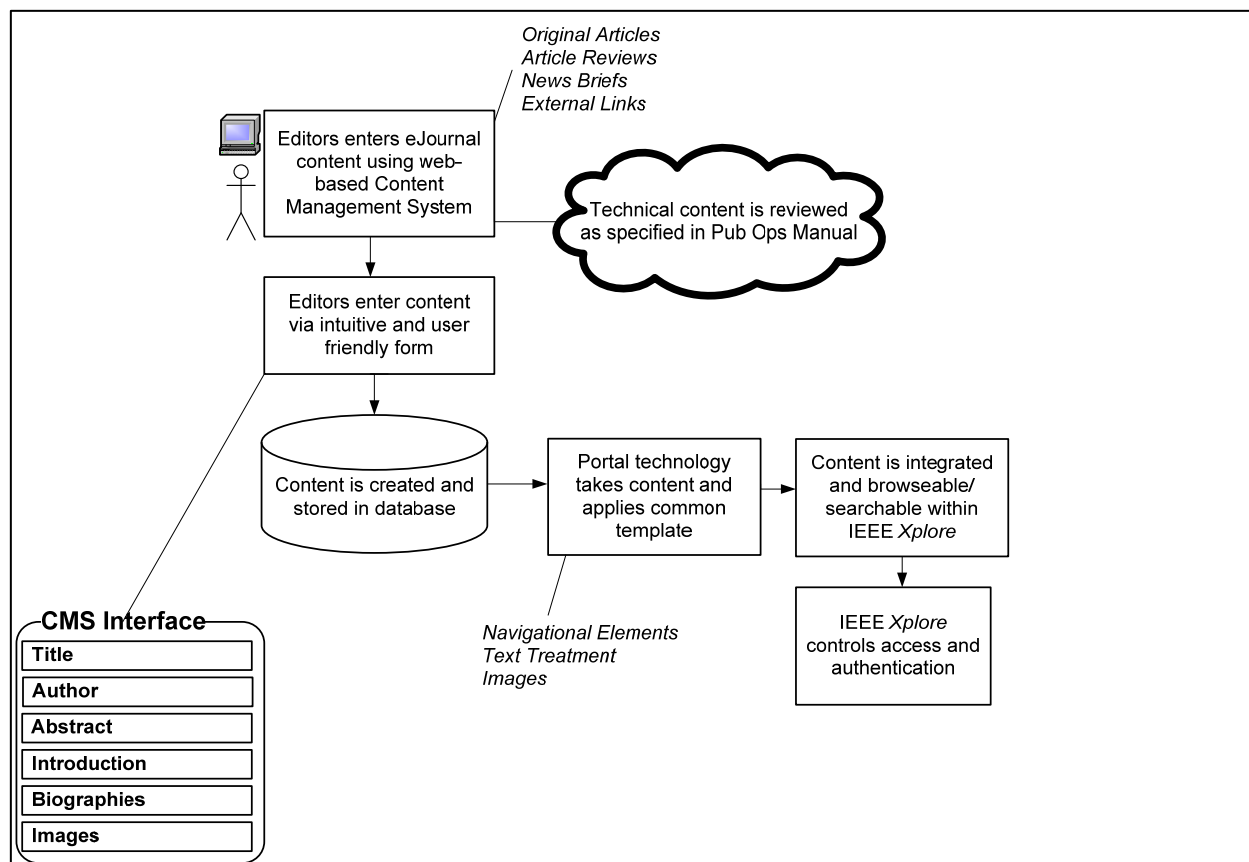 Original Articles
Article Reviews
News Briefs
External Links
Editors enters eJournal
content using web-
based Content
Management System
Technical content is reviewed
as specified in Pub Ops Manual
Editors enter content
via intuitive and user
friendly form
Content is created and
stored in database
Portal technology
takes content and
applies common
template
Content is integrated
and browseable/
searchable within
IEEE Xplore
IEEE Xplore
controls access and
authentication
Navigational Elements
Text Treatment
Images
CMS Interface
Title
Author
Abstract
Introduction
Biographies
Images